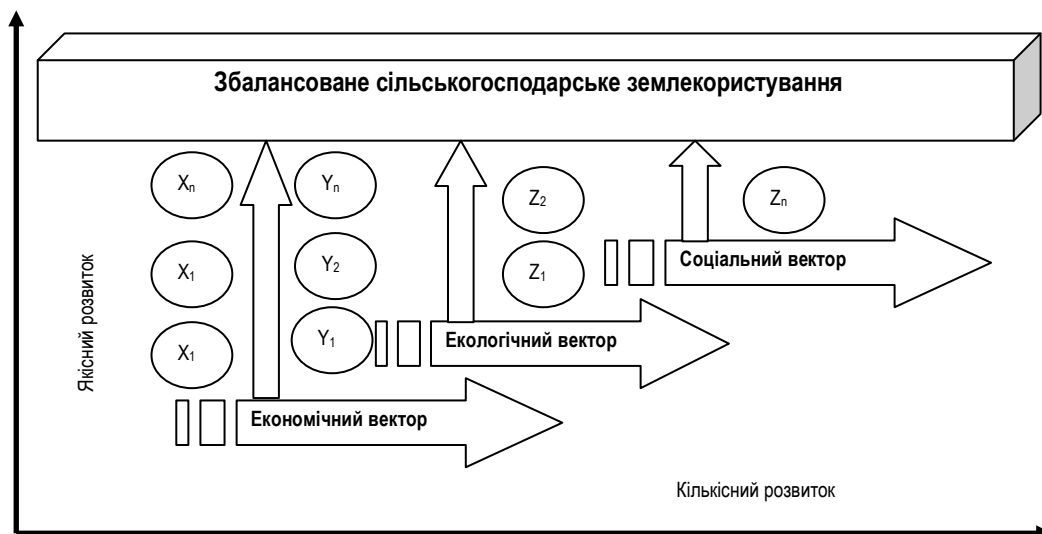 Збалансоване сільськогосподарське землекористування
Xn
Yn
Z2
Zn
X1
Y2
Z1
Соціальний вектор
X1
Y1
Екологічний вектор
Якісний розвиток
Економічний вектор
Кількісний розвиток